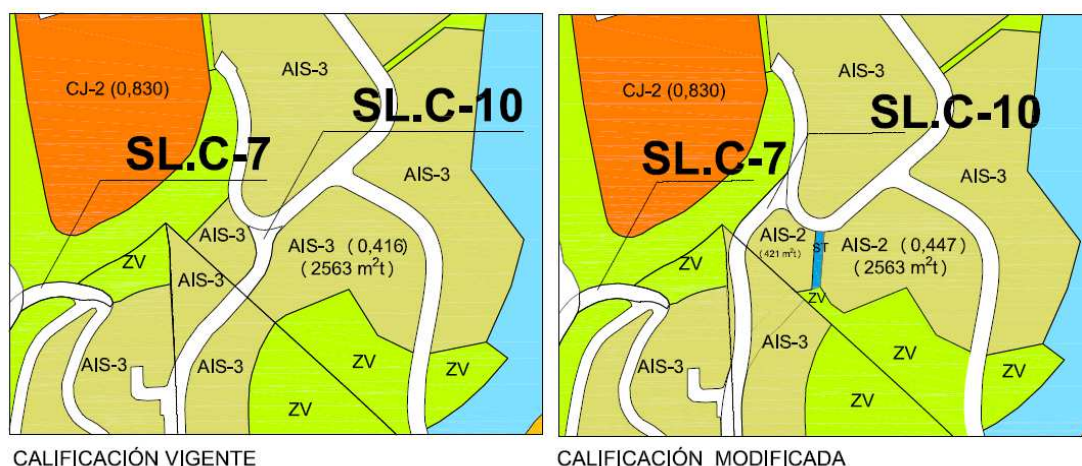 AIS-3
CJ-2 (0,830)
SL.C-10
SL.C-7
AIS-3
AIS-3
AIS-3 (0,416)
(2563 m²t)
ZV
AIS-3
AIS-3
AIS-3
ZV
ZV
ZV
CALIFICACIÓN VIGENTE
AIS-3
CJ-2 (0,830)
SL.C-10
SL.C-7
AIS-3
AIS-2
(421 m²t)
ST
AIS-2 (0,447)
(2563 m²t)
ZV
ZV
AIS-3
AIS-3
ZV
ZV
ZV
CALIFICACIÓN MODIFICADA